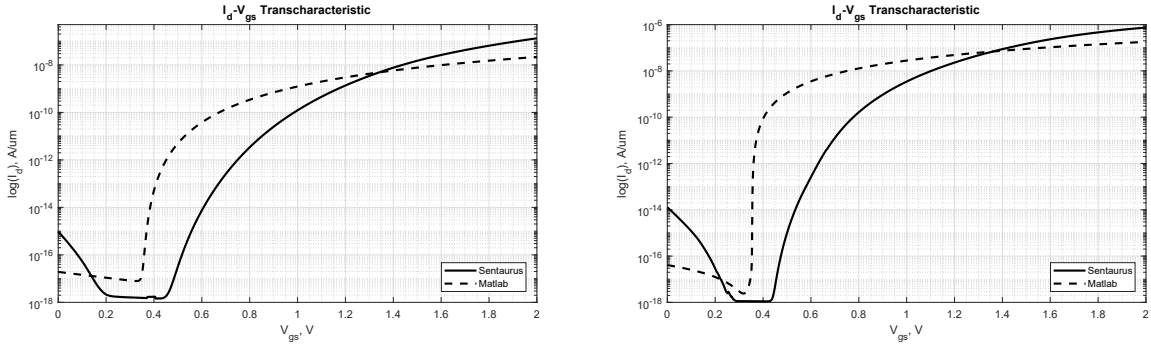 I_d-V_gs Transcharacteristic
log(I_d), A/um
10^-8
10^-10
10^-12
10^-14
10^-16
10^-18
0 0.2 0.4 0.6 0.8 1 1.2 1.4 1.6 1.8 2
V_gs, V
Sentaurus
Matlab
I_d-V_gs Transcharacteristic
log(I_d), A/um
10^-6
10^-8
10^-10
10^-12
10^-14
10^-16
10^-18
0 0.2 0.4 0.6 0.8 1 1.2 1.4 1.6 1.8 2
V_gs, V
Sentaurus
Matlab